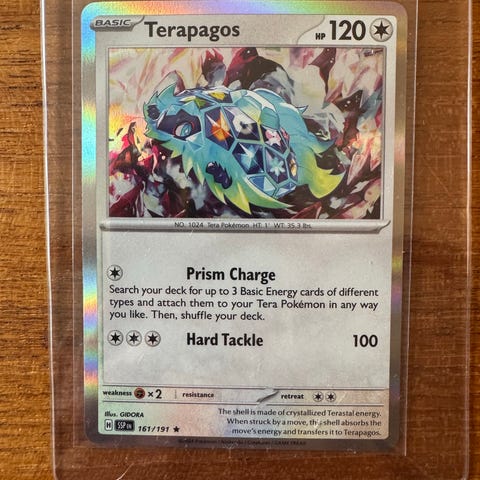 BASIC Terapagos HP 120
NO. 1024 Tera Pokémon HT: 1' WT: 35.3 lbs.
Prism Charge
Search your deck for up to 3 Basic Energy cards of different
types and attach them to your Tera Pokémon in any way
you like. Then, shuffle your deck.
Hard Tackle 100
weakness ×2 resistance retreat
Illus. GIDORA
The shell is made of crystallized Terastal energy.
When struck by a move, this shell absorbs the
move's energy and transfers it to Terapagos.
H SSP EN 161/191